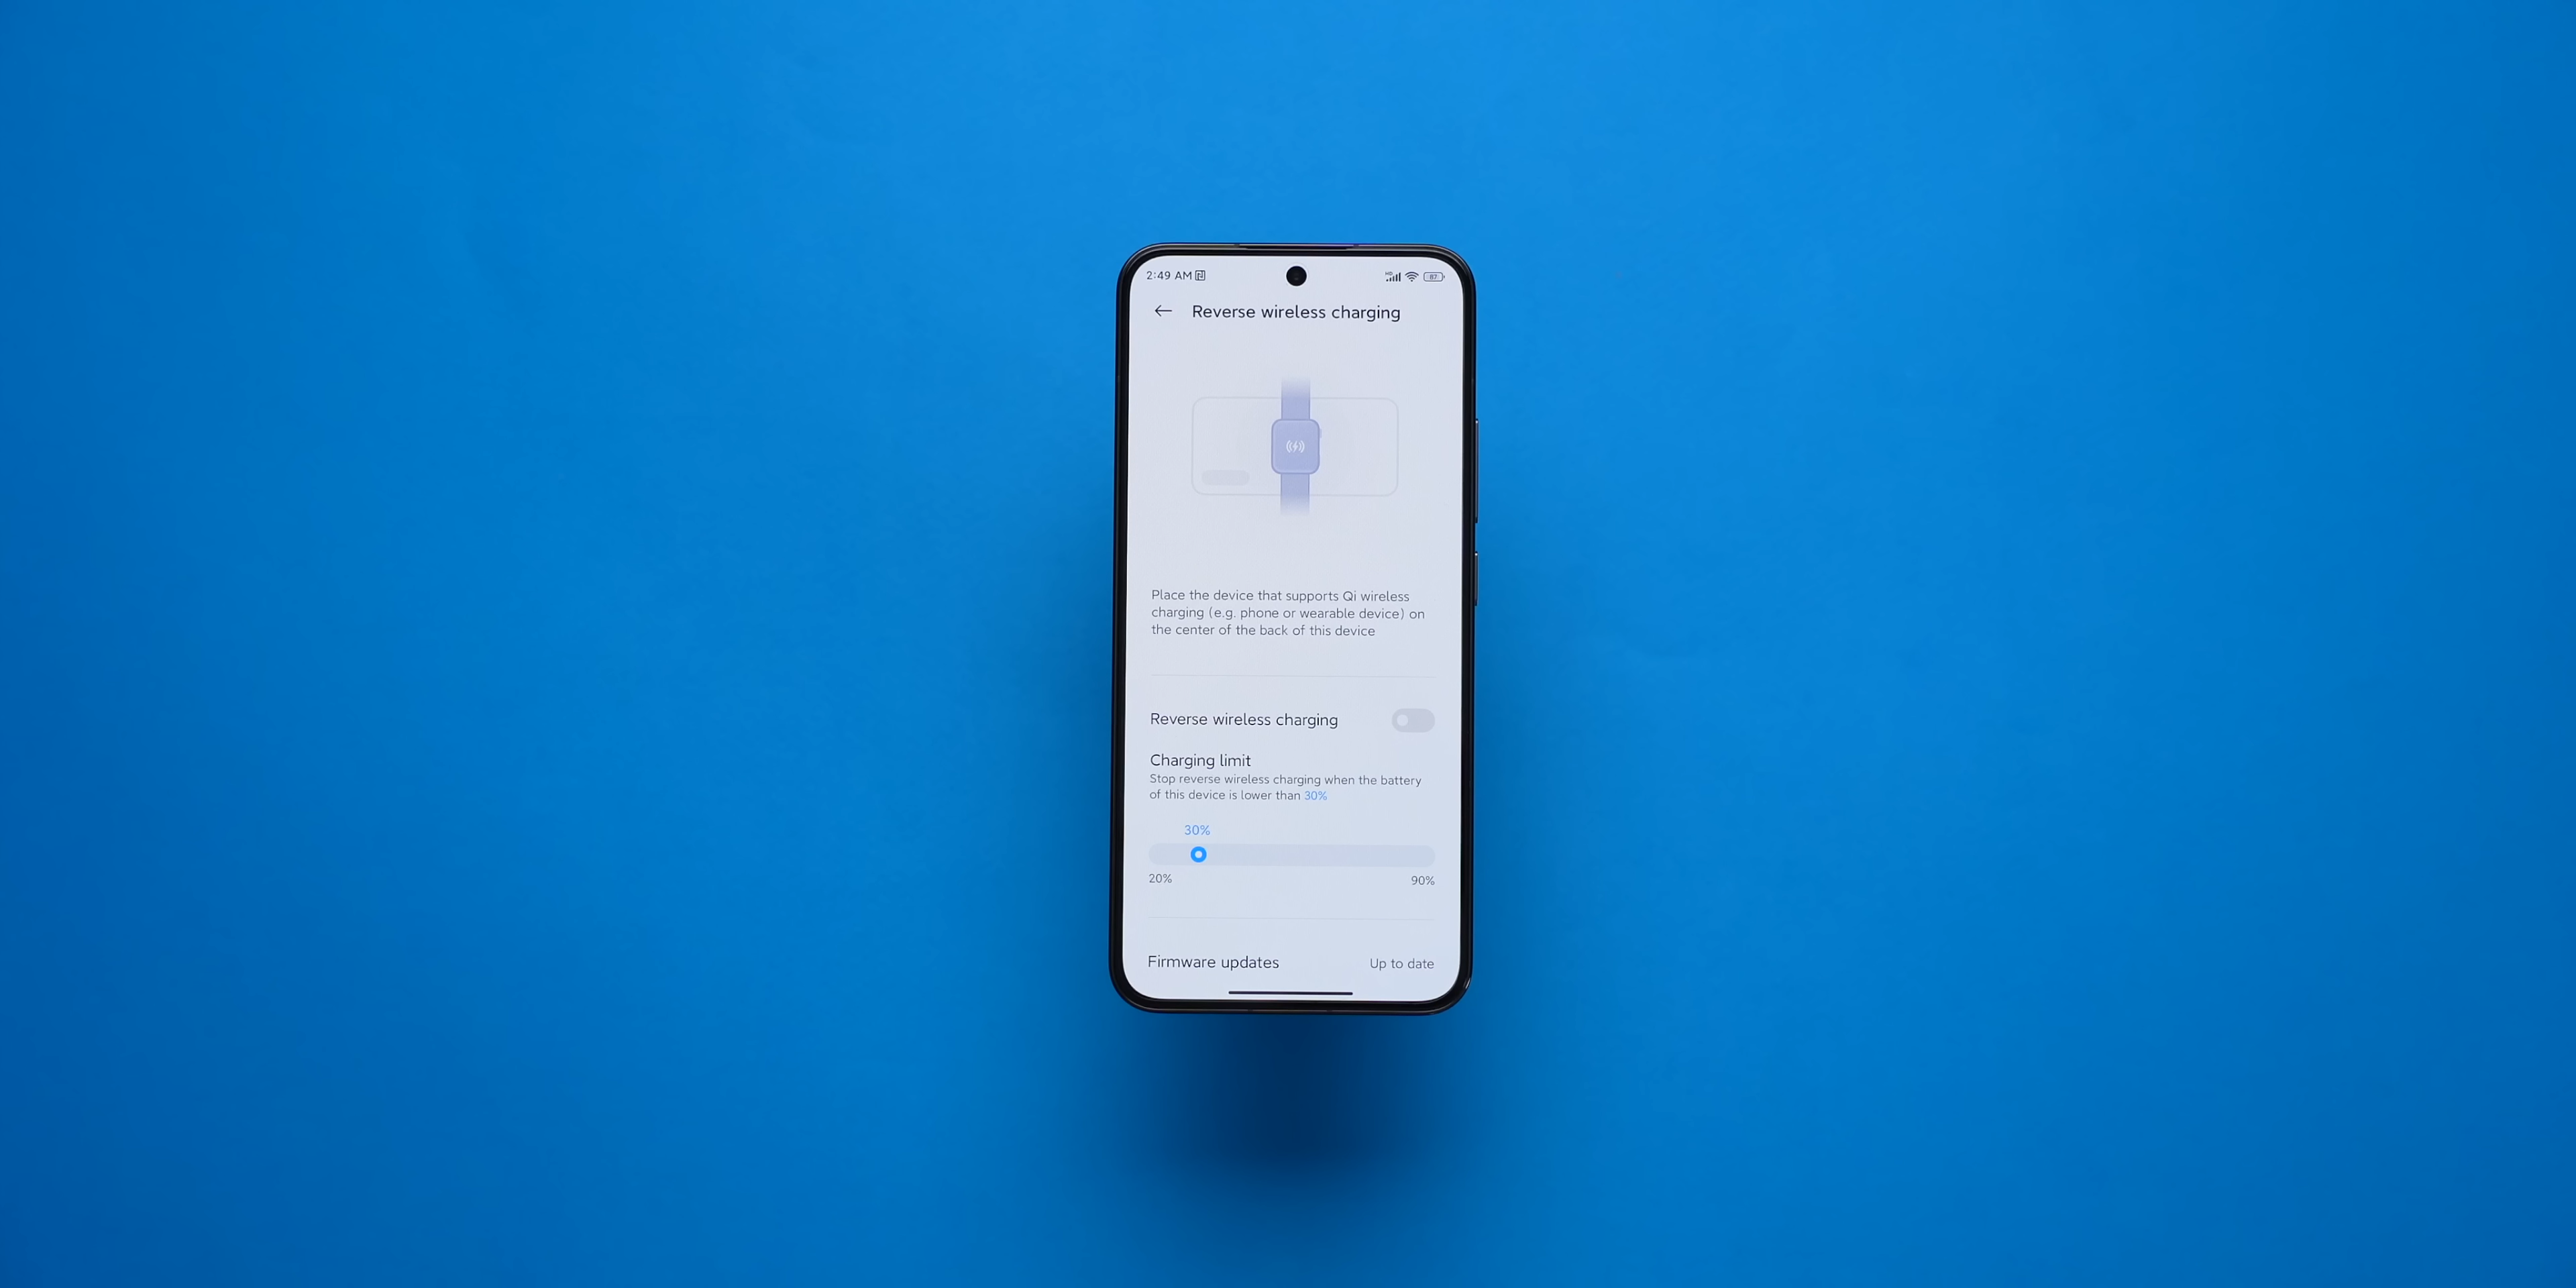 2:49 AM
HD
87
Reverse wireless charging
Place the device that supports Qi wireless
charging (e.g. phone or wearable device) on
the center of the back of this device
Reverse wireless charging
Charging limit
Stop reverse wireless charging when the battery
of this device is lower than 30%
30%
20%
90%
Firmware updates
Up to date